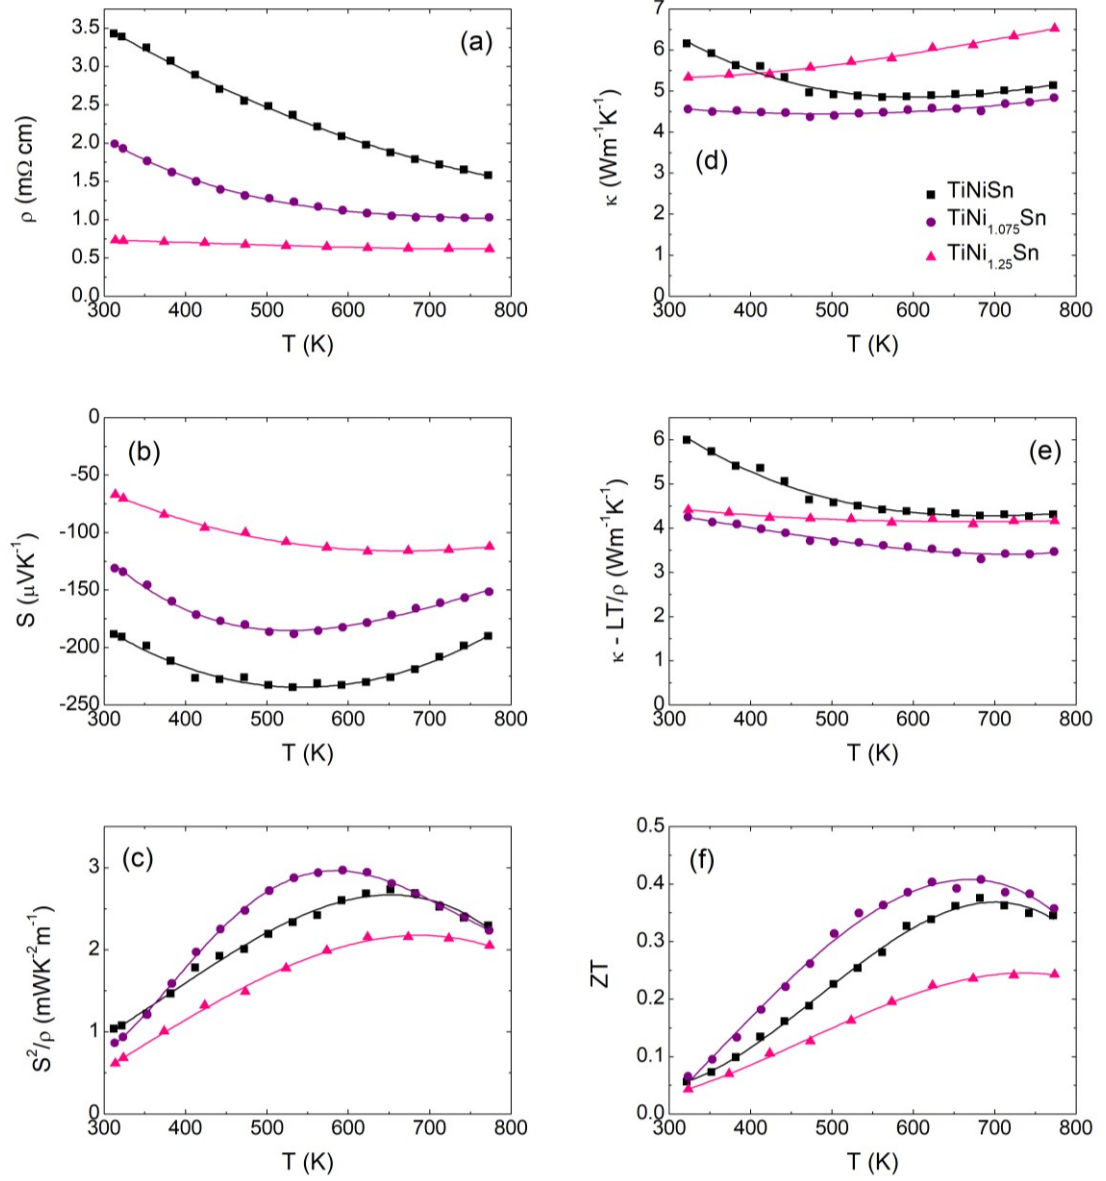 3.5
3.0
2.5
2.0
1.5
1.0
0.5
0.0
ρ (mΩ cm)
(a)
300 400 500 600 700 800
T (K)
7
6
5
4
3
2
1
0
κ (Wm⁻¹K⁻¹)
(d)
TiNiSn
TiNi₁.₀₇₅Sn
TiNi₁.₂₅Sn
300 400 500 600 700 800
T (K)
0
-50
-100
-150
-200
-250
S (μVK⁻¹)
(b)
300 400 500 600 700 800
T (K)
6
5
4
3
2
1
0
κ - LT/ρ (Wm⁻¹K⁻¹)
(e)
300 400 500 600 700 800
T (K)
3
2
1
0
S²/ρ (mWK⁻²m⁻¹)
(c)
300 400 500 600 700 800
T (K)
0.5
0.4
0.3
0.2
0.1
0.0
ZT
(f)
300 400 500 600 700 800
T (K)